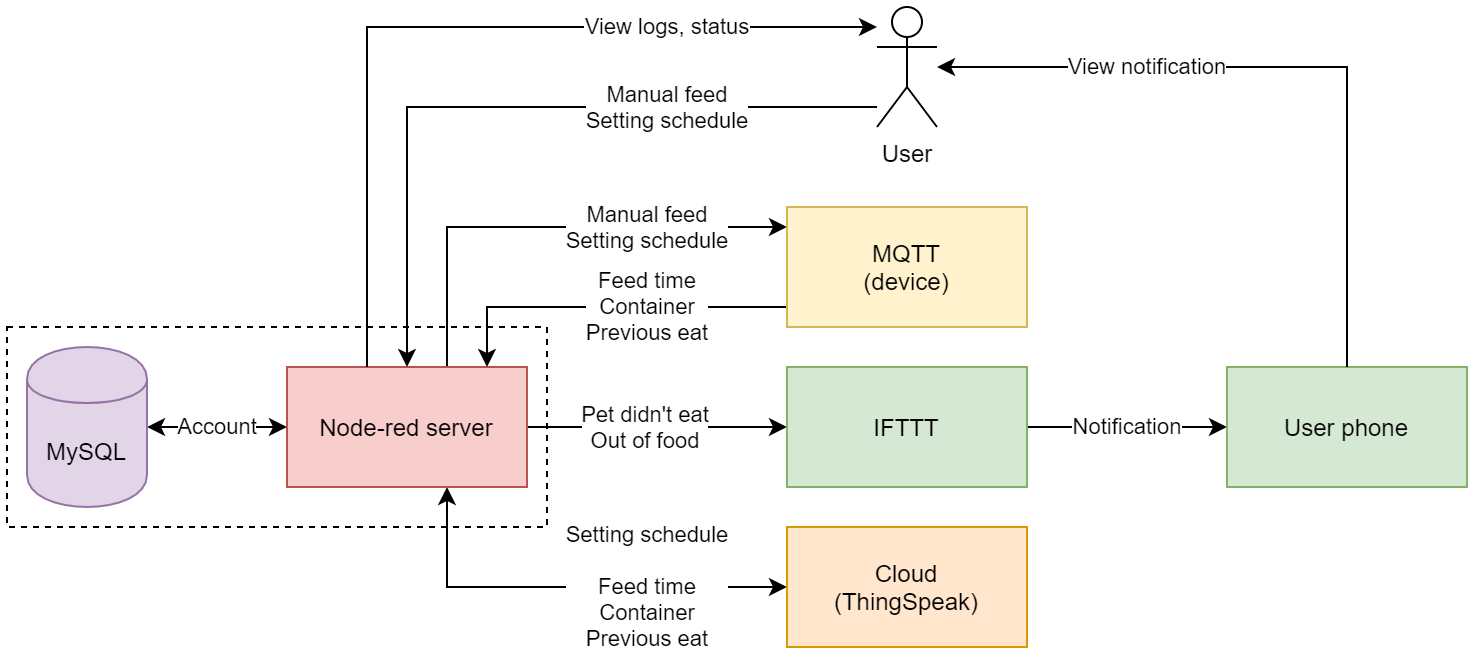 View logs, status
View notification
Manual feed
Setting schedule
User
Manual feed
Setting schedule
MQTT
(device)
Feed time
Container
Previous eat
MySQL
Account
Node-red server
Pet didn't eat
Out of food
IFTTT
Notification
User phone
Setting schedule
Feed time
Container
Previous eat
Cloud
(ThingSpeak)